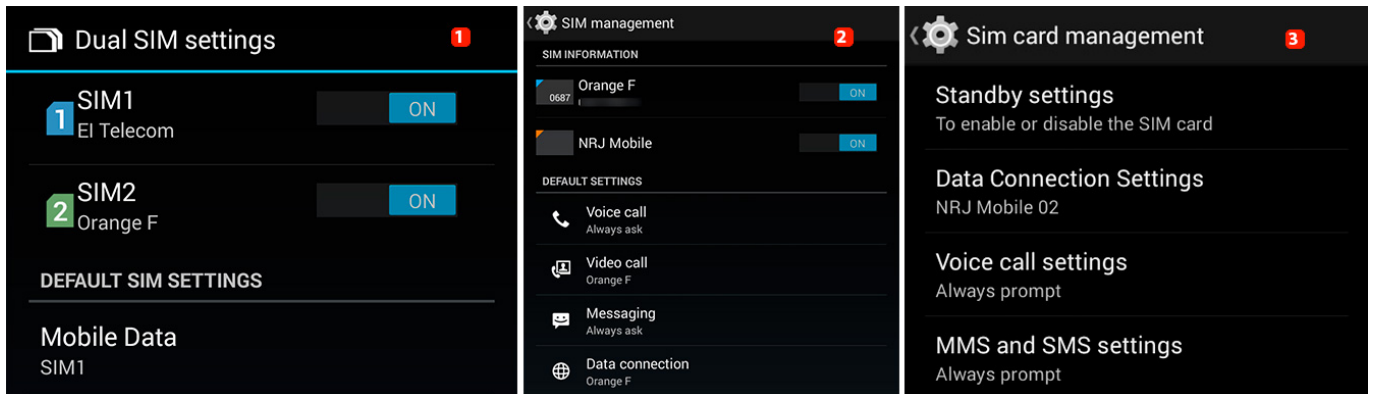 Dual SIM settings
1
1
SIM1
EI Telecom
ON
2
SIM2
Orange F
ON
DEFAULT SIM SETTINGS
Mobile Data
SIM1
SIM management
2
SIM INFORMATION
0687
Orange F
ON
NRJ Mobile
ON
DEFAULT SETTINGS
Voice call
Always ask
Video call
Orange F
Messaging
Always ask
Data connection
Orange F
Sim card management
3
Standby settings
To enable or disable the SIM card
Data Connection Settings
NRJ Mobile 02
Voice call settings
Always prompt
MMS and SMS settings
Always prompt